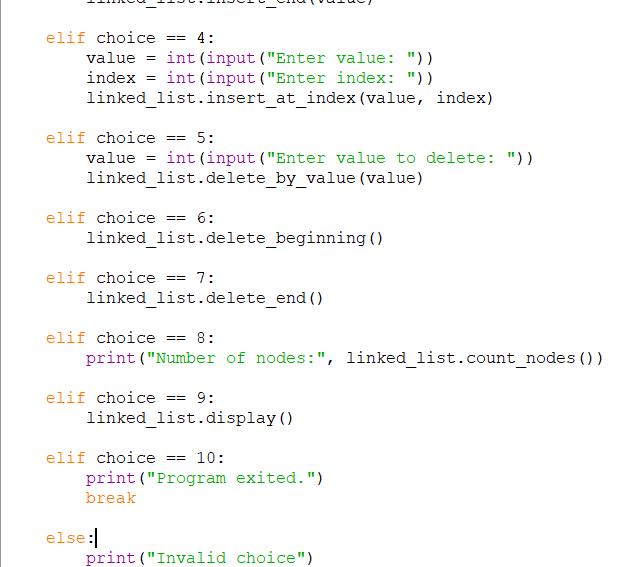 linked_list.insert_end(value)
elif choice == 4:
value = int(input("Enter value: "))
index = int(input("Enter index: "))
linked_list.insert_at_index(value, index)
elif choice == 5:
value = int(input("Enter value to delete: "))
linked_list.delete_by_value(value)
elif choice == 6:
linked_list.delete_beginning()
elif choice == 7:
linked_list.delete_end()
elif choice == 8:
print("Number of nodes:", linked_list.count_nodes())
elif choice == 9:
linked_list.display()
elif choice == 10:
print("Program exited.")
break
else:
print("Invalid choice")